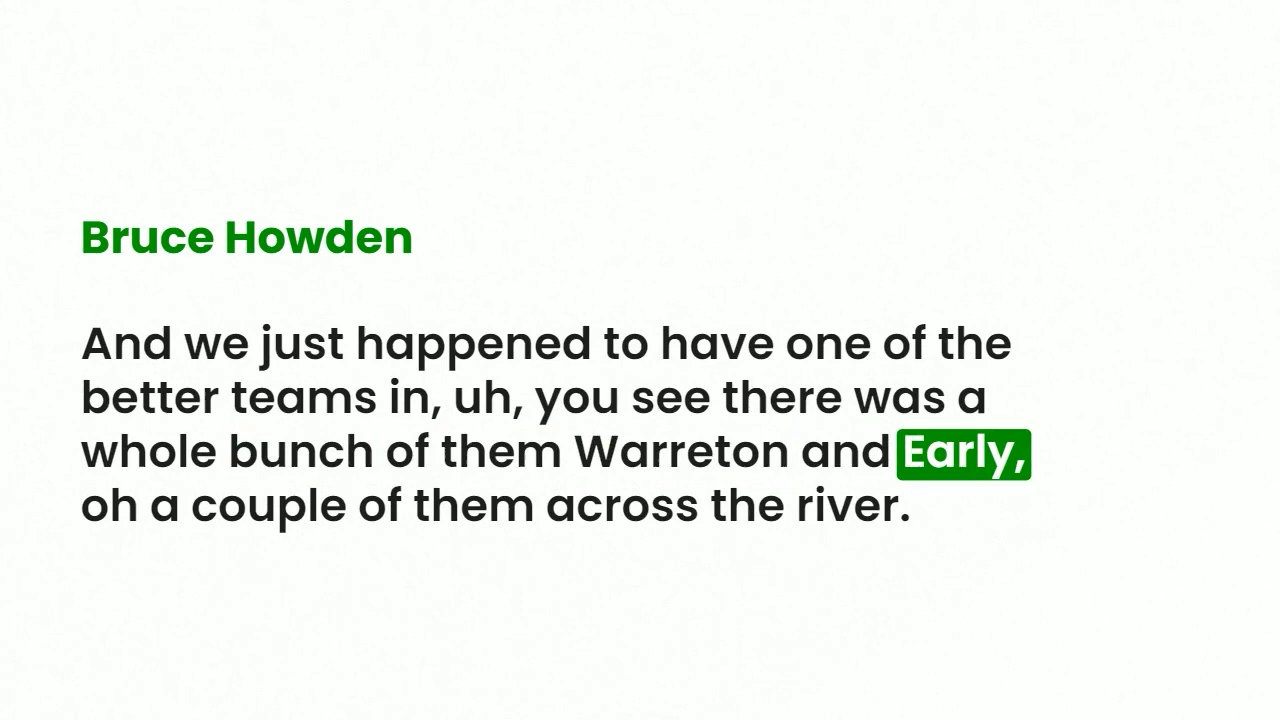 Bruce Howden
And we just happened to have one of the
better teams in, uh, you see there was a
whole bunch of them Warreton and Early,
oh a couple of them across the river.